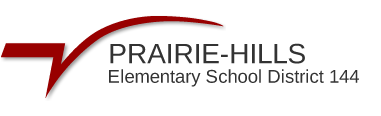 PRAIRIE-HILLS
Elementary School District 144